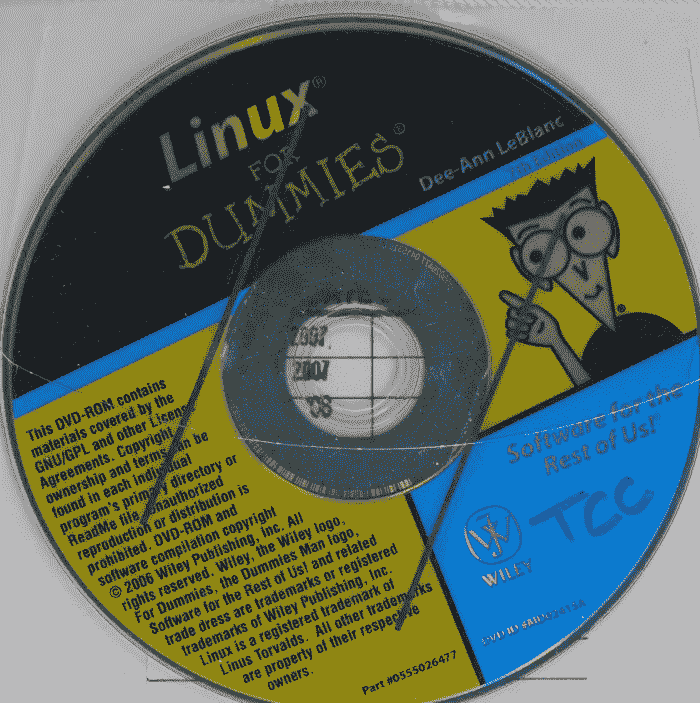 Linux®
FOR
DUMMIES®
Dee-Ann LeBlanc
7th Edition
2007
2007
'08
This DVD-ROM contains
materials covered by the
GNU/GPL and other License
Agreements. Copyright
ownership and terms can be
found in each individual
program's primary directory or
ReadMe file. Unauthorized
reproduction or distribution is
prohibited. DVD-ROM and
software compilation copyright
© 2006 Wiley Publishing, Inc. All
rights reserved. Wiley, the Wiley logo,
For Dummies, the Dummies Man logo,
Software for the Rest of Us! and related
trade dress are trademarks or registered
trademarks of Wiley Publishing, Inc.
Linux is a registered trademark of
Linus Torvalds. All other trademarks
are property of their respective
owners.
Part #0555026477
Software for the
Rest of Us!
TCC
WILEY
DVD ID